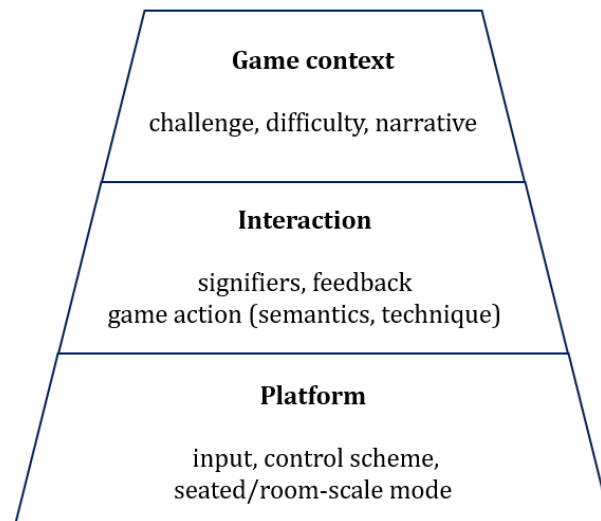 Game context
challenge, difficulty, narrative
Interaction
signifiers, feedback
game action (semantics, technique)
Platform
input, control scheme,
seated/room-scale mode